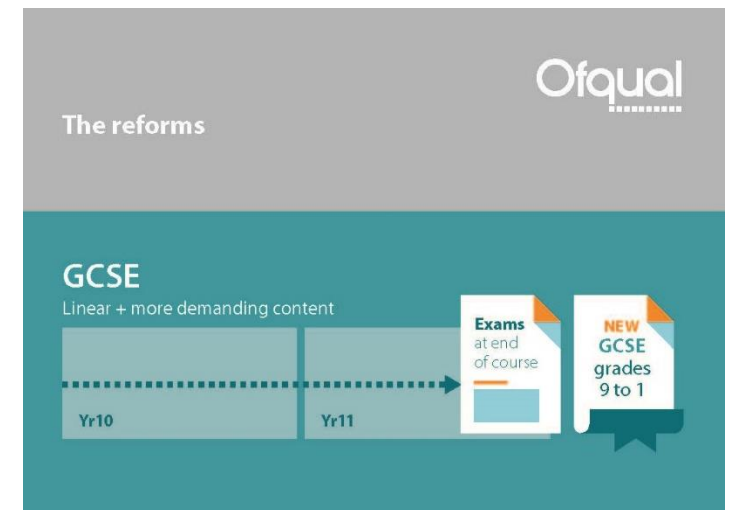 Ofqual
The reforms
GCSE
Linear + more demanding content
Exams
at end
of course
NEW
GCSE
grades
9 to 1
Yr10
Yr11